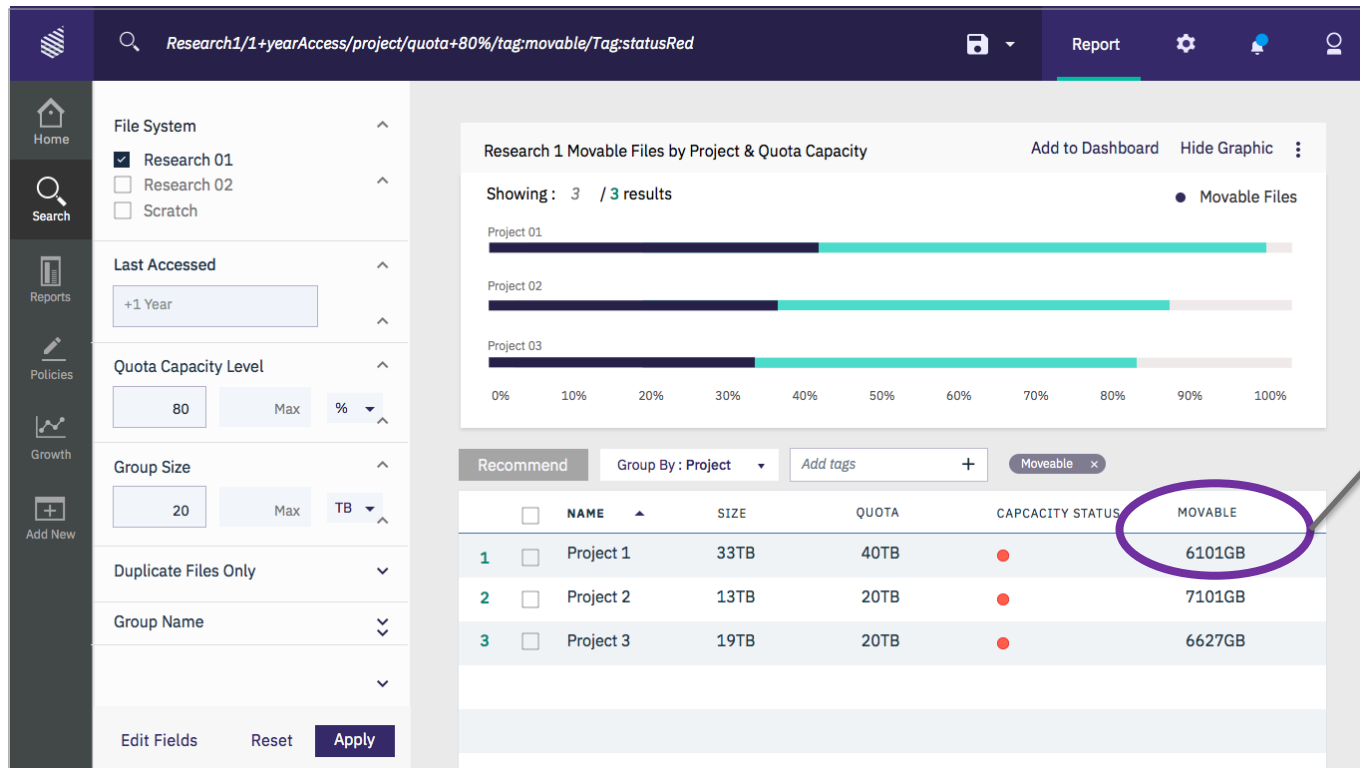 Research1/1+yearAccess/project/quota+80%/tag:movable/Tag:statusRed
Report
Home
Search
Reports
Policies
Growth
Add New
File System
Research 01
Research 02
Scratch
Last Accessed
+1 Year
Quota Capacity Level
80 Max %
Group Size
20 Max TB
Duplicate Files Only
Group Name
Edit Fields Reset Apply
Research 1 Movable Files by Project & Quota Capacity Add to Dashboard Hide Graphic
Showing : 3 / 3 results Movable Files
Project 01
Project 02
Project 03
0% 10% 20% 30% 40% 50% 60% 70% 80% 90% 100%
Recommend Group By : Project Add tags + Moveable ×
NAME SIZE QUOTA CAPCACITY STATUS MOVABLE
1 Project 1 33TB 40TB 6101GB
2 Project 2 13TB 20TB 7101GB
3 Project 3 19TB 20TB 6627GB